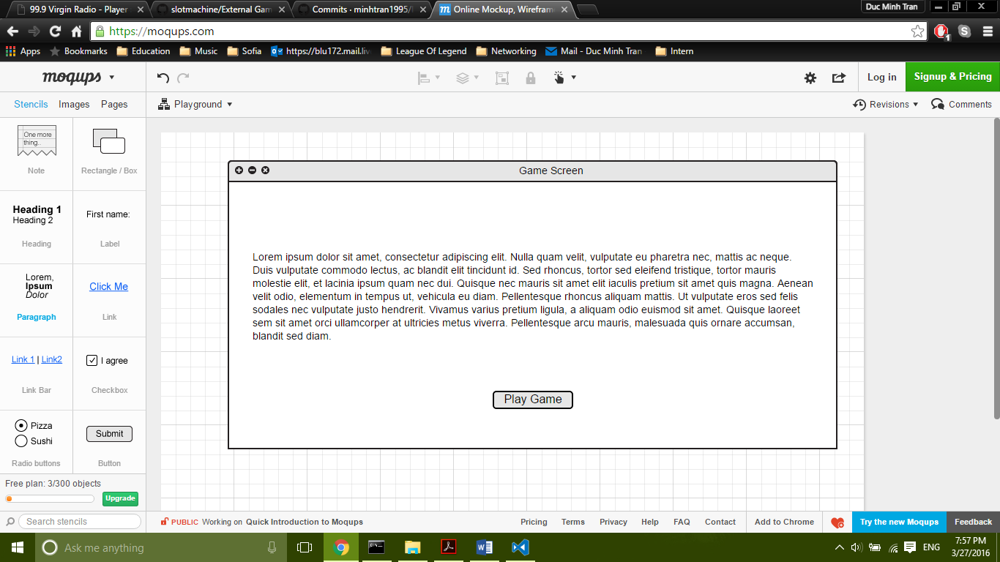 99.9 Virgin Radio - Player
slotmachine/External Gam
Commits · minhtran1995/
Online Mockup, Wirefram
Duc Minh Tran
https://moqups.com
Apps
Bookmarks
Education
Music
Sofia
https://blu172.mail.liv
League Of Legend
Networking
Mail - Duc Minh Tran
Intern
moqups
Log in
Signup & Pricing
Stencils
Images
Pages
Playground
Revisions
Comments
One more
thing..
Note
Rectangle / Box
Heading 1
Heading 2
Heading
First name:
Label
Lorem,
Ipsum
Dolor
Paragraph
Click Me
Link
Link 1 | Link2
Link Bar
I agree
Checkbox
Pizza
Sushi
Radio buttons
Submit
Button
Free plan: 3/300 objects
Upgrade
Search stencils
Game Screen
Lorem ipsum dolor sit amet, consectetur adipiscing elit. Nulla quam velit, vulputate eu pharetra nec, mattis ac neque.
Duis vulputate commodo lectus, ac blandit elit tincidunt id. Sed rhoncus, tortor sed eleifend tristique, tortor mauris
molestie elit, et lacinia ipsum quam nec dui. Quisque nec mauris sit amet elit iaculis pretium sit amet quis magna. Aenean
velit odio, elementum in tempus ut, vehicula eu diam. Pellentesque rhoncus aliquam mattis. Ut vulputate eros sed felis
sodales nec vulputate justo hendrerit. Vivamus varius pretium ligula, a aliquam odio euismod sit amet. Quisque laoreet
sem sit amet orci ullamcorper at ultricies metus viverra. Pellentesque arcu mauris, malesuada quis ornare accumsan,
blandit sed diam.
Play Game
PUBLIC Working on Quick Introduction to Moqups
Pricing
Terms
Privacy
Help
FAQ
Contact
Add to Chrome
Try the new Moqups
Feedback
Ask me anything
ENG
7:57 PM
3/27/2016